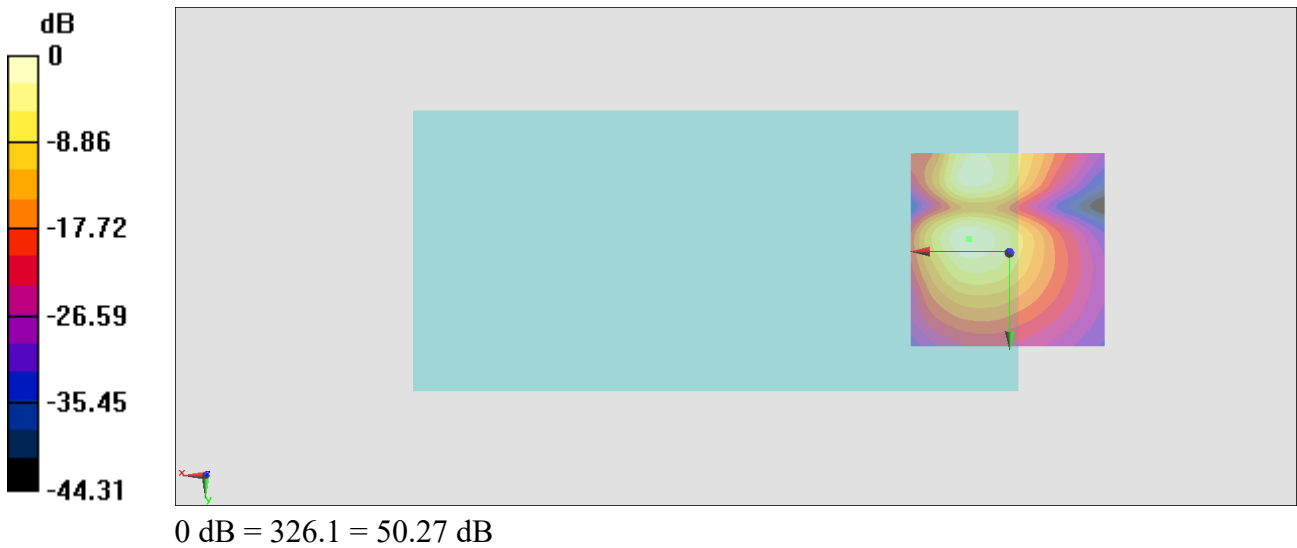 dB
0
-8.86
-17.72
-26.59
-35.45
-44.31
x
y
0 dB = 326.1 = 50.27 dB